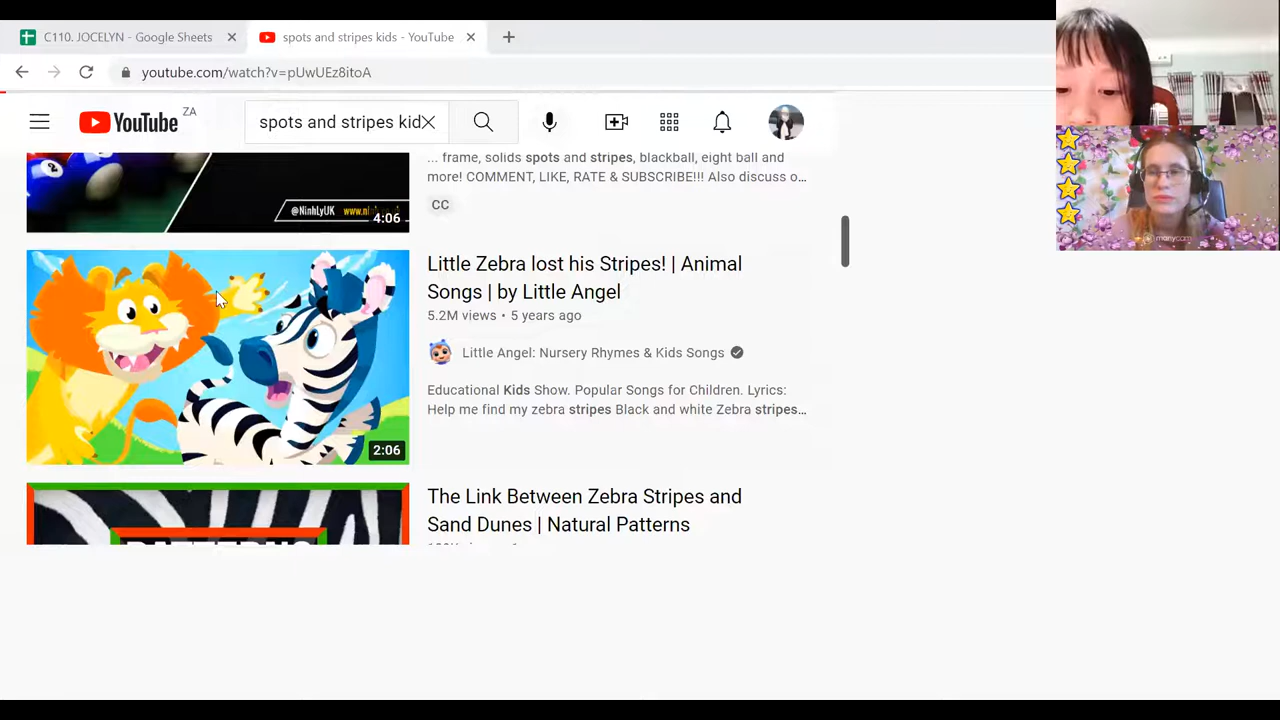 C110. JOCELYN - Google Sheets
spots and stripes kids - YouTube
youtube.com/watch?v=pUwUEz8itoA
YouTube ZA
spots and stripes kid
... frame, solids spots and stripes, blackball, eight ball and
more! COMMENT, LIKE, RATE & SUBSCRIBE!!! Also discuss o...
CC
2
@NinhLyUK
4:06
Little Zebra lost his Stripes! | Animal
Songs | by Little Angel
5.2M views • 5 years ago
Little Angel: Nursery Rhymes & Kids Songs
Educational Kids Show. Popular Songs for Children. Lyrics:
Help me find my zebra stripes Black and white Zebra stripes...
2:06
The Link Between Zebra Stripes and
Sand Dunes | Natural Patterns
manycam